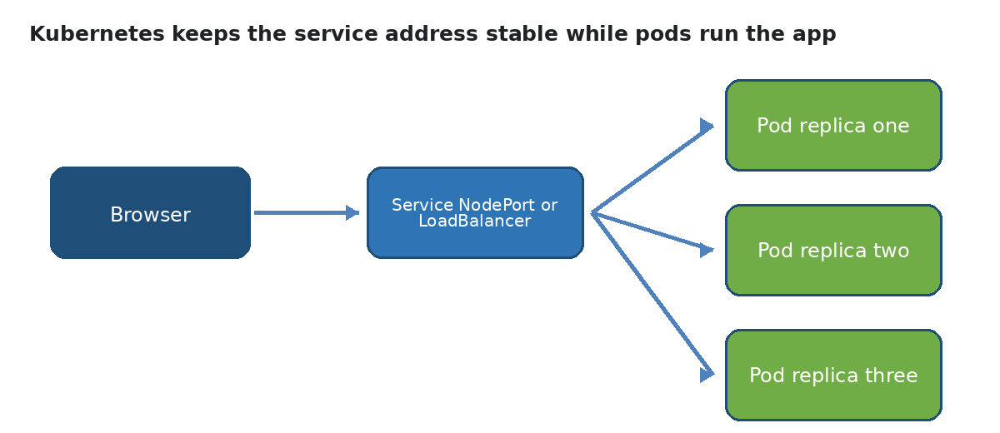 Kubernetes keeps the service address stable while pods run the app
Browser
Service NodePort or
LoadBalancer
Pod replica one
Pod replica two
Pod replica three